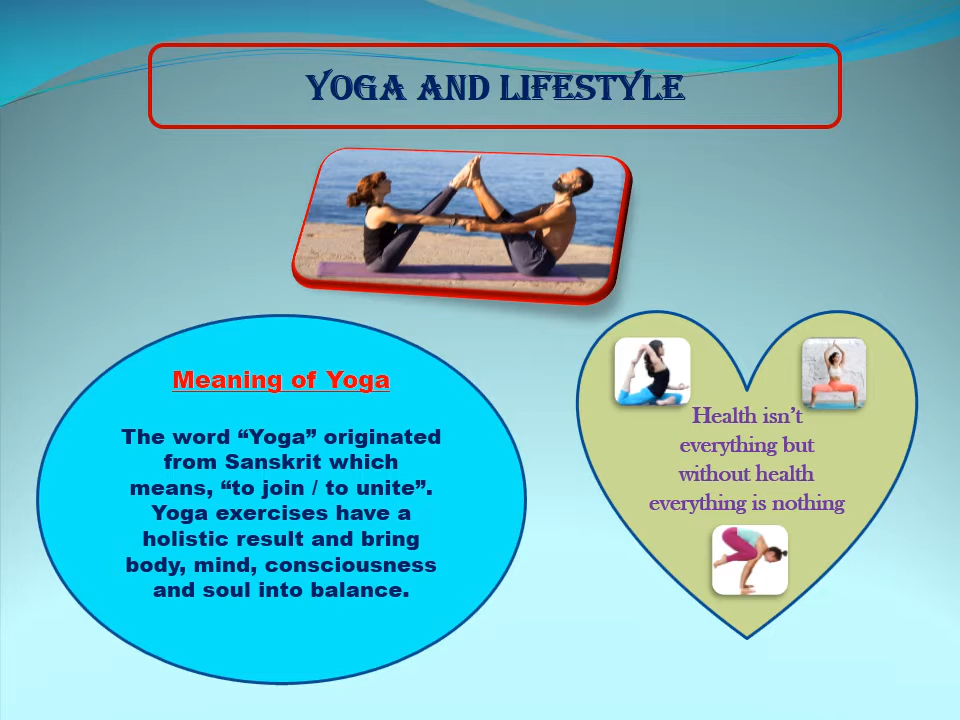 YOGA AND LIFESTYLE
Meaning of Yoga
The word “Yoga” originated
from Sanskrit which
means, “to join / to unite”.
Yoga exercises have a
holistic result and bring
body, mind, consciousness
and soul into balance.
Health isn’t
everything but
without health
everything is nothing